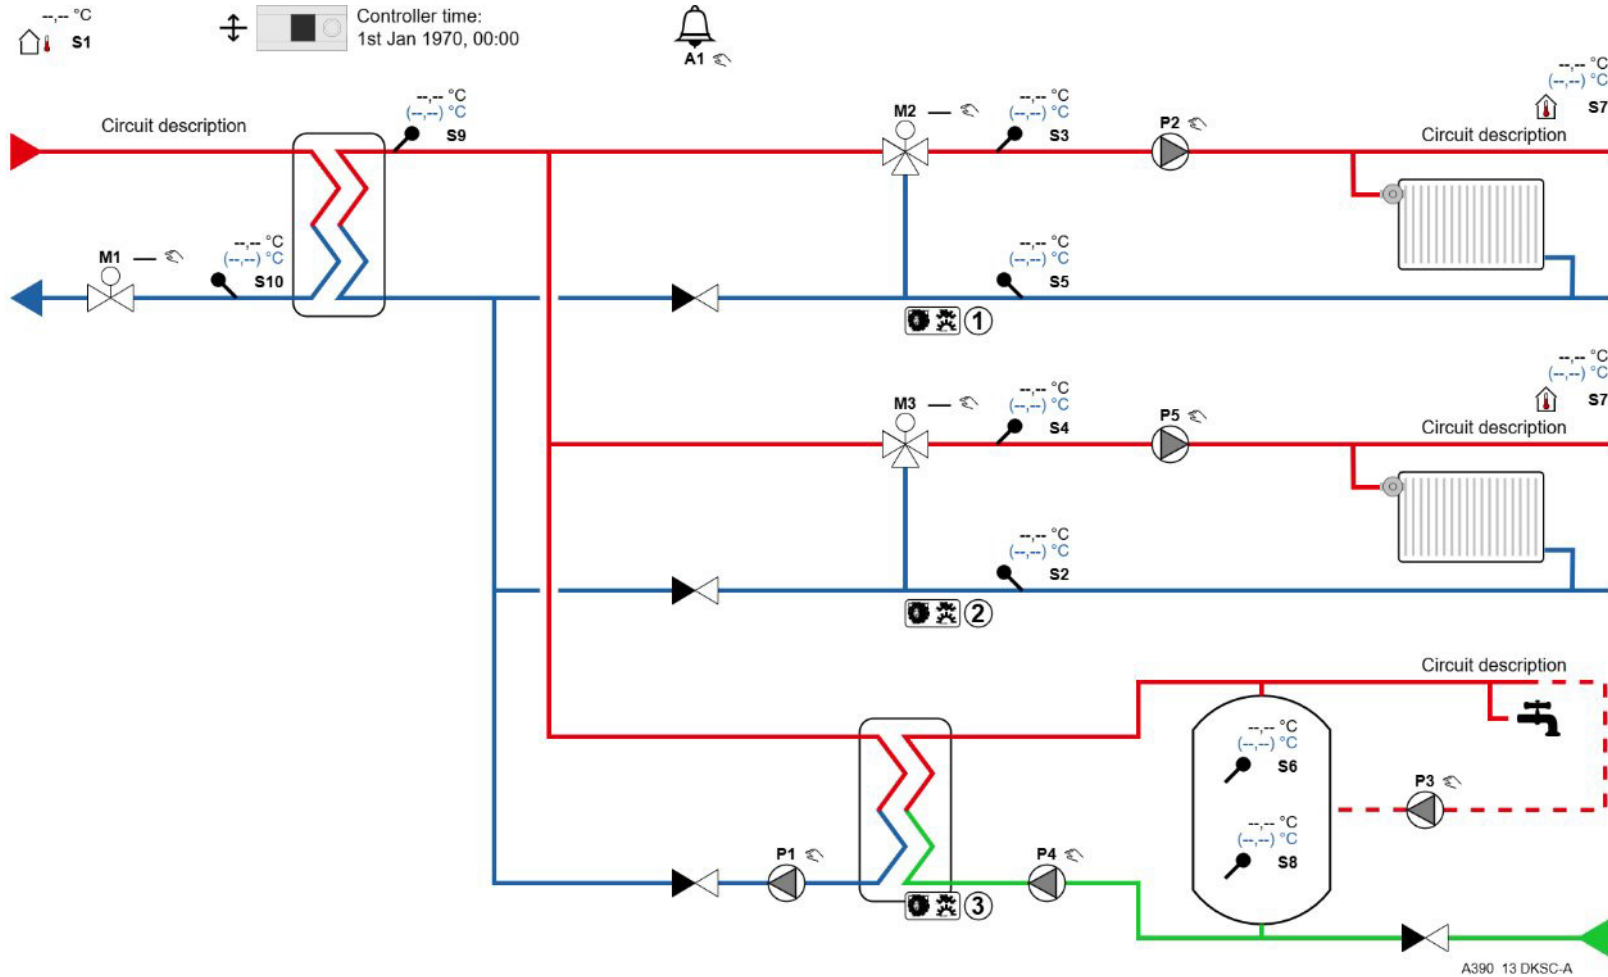 --,-- °C
S1
Controller time:
1st Jan 1970, 00:00
A1
--,-- °C
(--,--) °C
S9
Circuit description
M2
--,-- °C
(--,--) °C
S3
P2
--,-- °C
(--,--) °C
S7
Circuit description
M1
--,-- °C
(--,--) °C
S10
--,-- °C
(--,--) °C
S5
1
M3
--,-- °C
(--,--) °C
S4
P5
--,-- °C
(--,--) °C
S7
Circuit description
--,-- °C
(--,--) °C
S2
2
Circuit description
--,-- °C
(--,--) °C
S6
P3
--,-- °C
(--,--) °C
S8
P1
P4
3
A390_13 DKSC-A